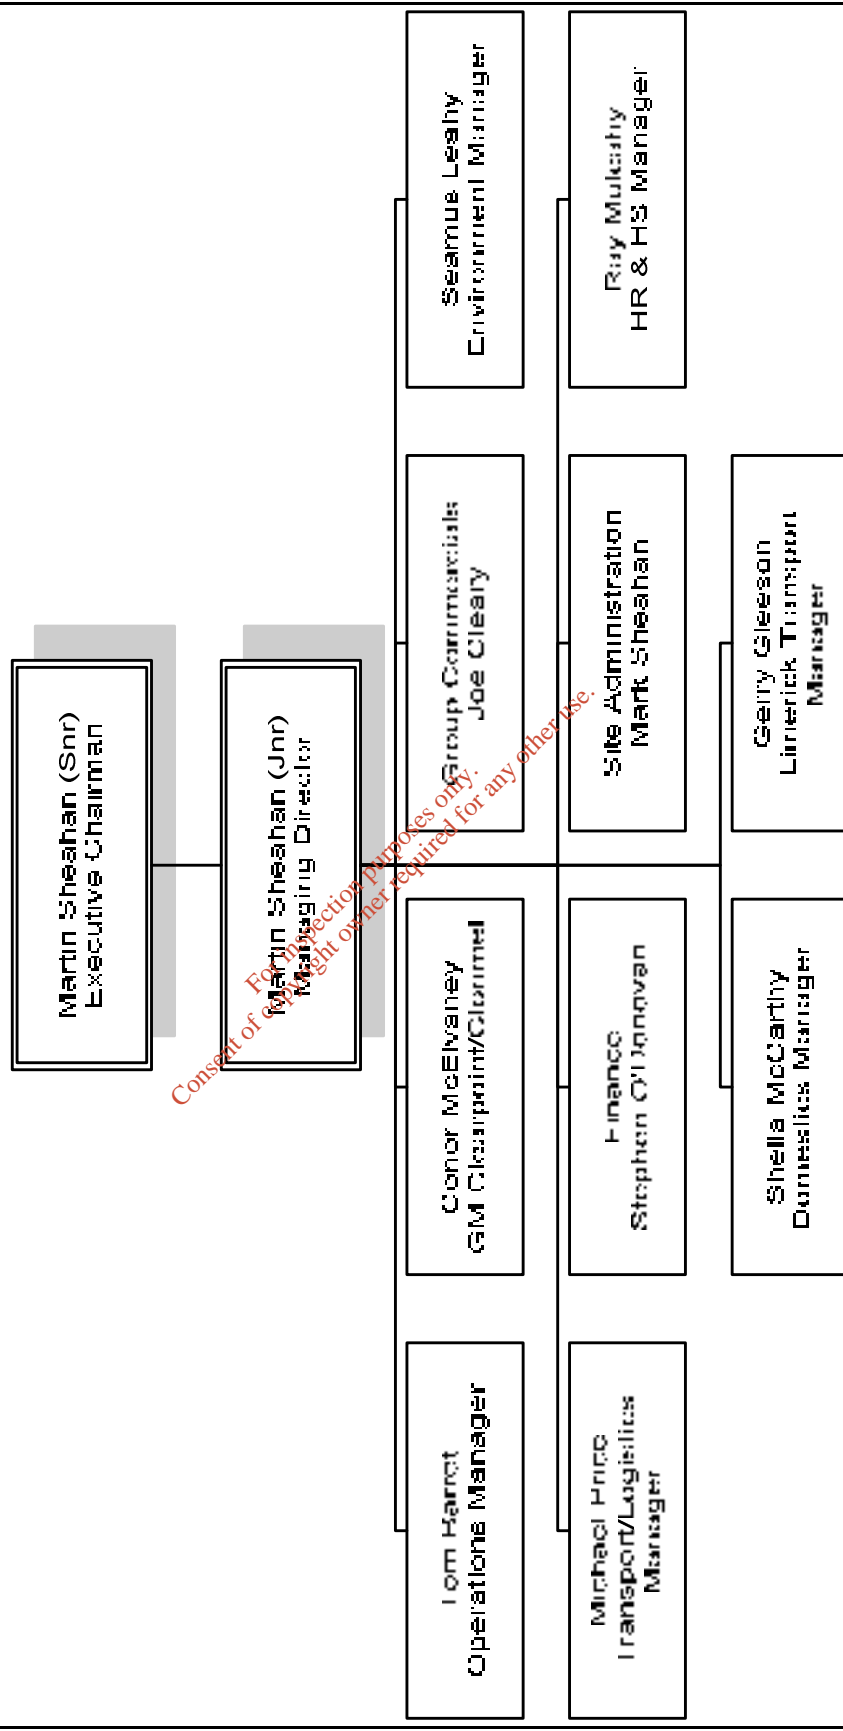 Martin Sheahan (Snr)
Executive Chairman
Martin Sheahan (Jnr)
Managing Director
Tom Barret
Operations Manager
Conor McElvaney
GM Clearpoint/Clonmel
Group Commercials
Joe Cleary
Seamus Leahy
Environment Manager
Michael Price
Transport/Logistics
Manager
Finance
Stephen O'Donovan
Site Administration
Mark Sheahan
Ray Mulcahy
HR & HS Manager
Sheila McCarthy
Domestics Manager
Gerry Gleeson
Limerick Transport
Manager
For inspection purposes only.
Consent of copyright owner required for any other use.